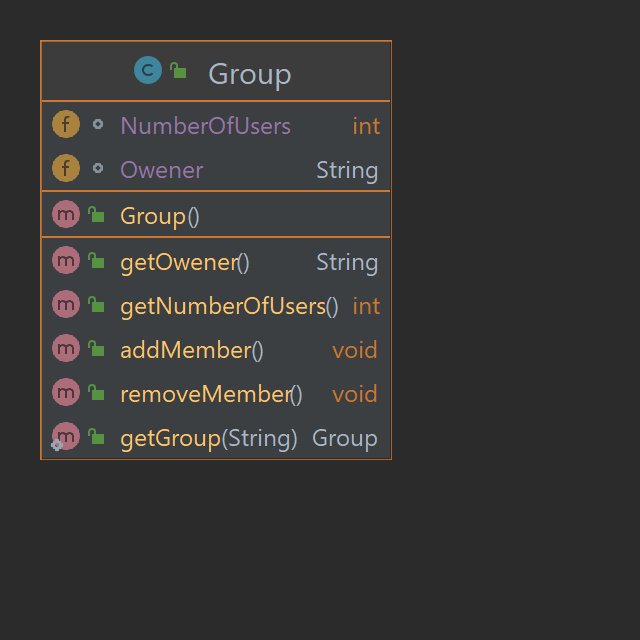 C Group
f NumberOfUsers int
f Owener String
m Group()
m getOwener() String
m getNumberOfUsers() int
m addMember() void
m removeMember() void
m getGroup(String) Group